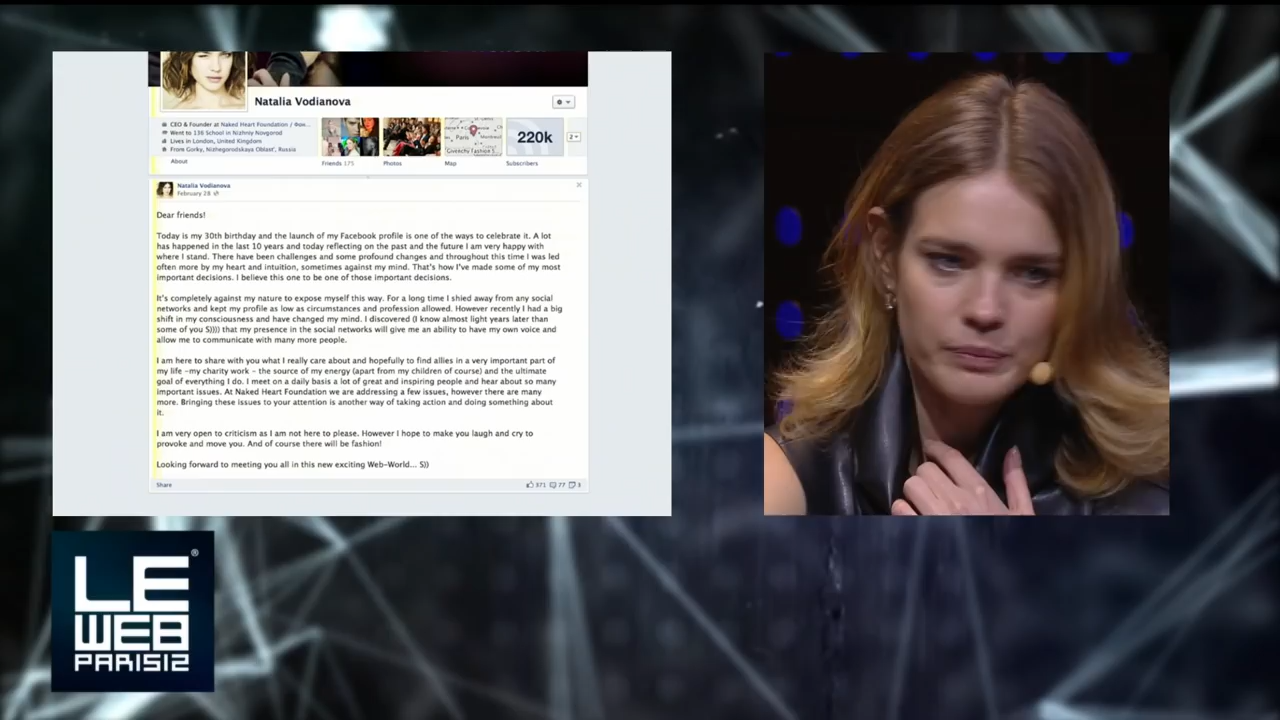 Natalia Vodianova
CEO & Founder at Naked Heart Foundation / Фон...
Went to 136 School in Nizhniy Novgorod
Lives in London, United Kingdom
From Gorky, Nizhegorodskaya Oblast', Russia
About
Friends 175
Photos
Paris
Montreuil
Givenchy Fashion S...
Map
220k
Subscribers
2
Natalia Vodianova
February 28
Dear friends!
Today is my 30th birthday and the launch of my Facebook profile is one of the ways to celebrate it. A lot
has happened in the last 10 years and today reflecting on the past and the future I am very happy with
where I stand. There have been challenges and some profound changes and throughout this time I was led
often more by my heart and intuition, sometimes against my mind. That's how I've made some of my most
important decisions. I believe this one to be one of those important decisions.
It's completely against my nature to expose myself this way. For a long time I shied away from any social
networks and kept my profile as low as circumstances and profession allowed. However recently I had a big
shift in my consciousness and have changed my mind. I discovered (I know almost light years later than
some of you S)))) that my presence in the social networks will give me an ability to have my own voice and
allow me to communicate with many more people.
I am here to share with you what I really care about and hopefully to find allies in a very important part of
my life -my charity work - the source of my energy (apart from my children of course) and the ultimate
goal of everything I do. I meet on a daily basis a lot of great and inspiring people and hear about so many
important issues. At Naked Heart Foundation we are addressing a few issues, however there are many
more. Bringing these issues to your attention is another way of taking action and doing something about
it.
I am very open to criticism as I am not here to please. However I hope to make you laugh and cry to
provoke and move you. And of course there will be fashion!
Looking forward to meeting you all in this new exciting Web-World... S))
Share
371 77 3
LE ®
WEB
PARIS12